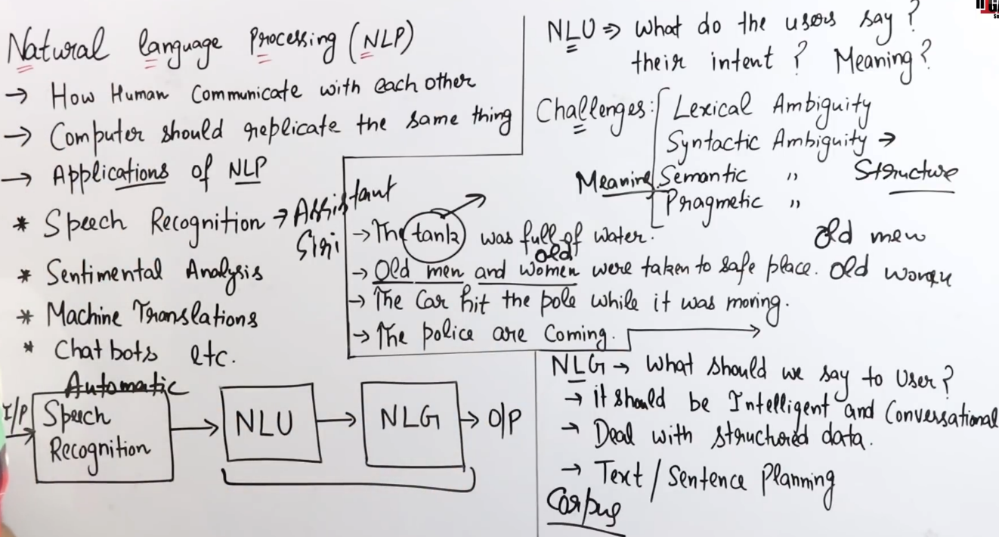 Natural language Processing (NLP)
→ How Human Communicate with each other
→ Computer should replicate the same thing
→ Applications of NLP
* Speech Recognition → Assistant
Siri
* Sentimental Analysis
* Machine Translations
* Chatbots etc.
Automatic
I/P
Speech
Recognition
→ NLU → NLG → O/P
NLU ⇒ What do the users say?
their intent? Meaning?
Challenges: Lexical Ambiguity
Syntactic Ambiguity →
Structure
Meaning Semantic "
Pragmetic "
→ The tank was full of water.
old
→ Old men and women were taken to safe place.
Old men
Old women
→ The Car hit the pole while it was moving.
→ The police are Coming.
NLG → What should we say to User?
→ it should be Intelligent and Conversational
→ Deal with structured data.
→ Text / Sentence Planning
Corpus